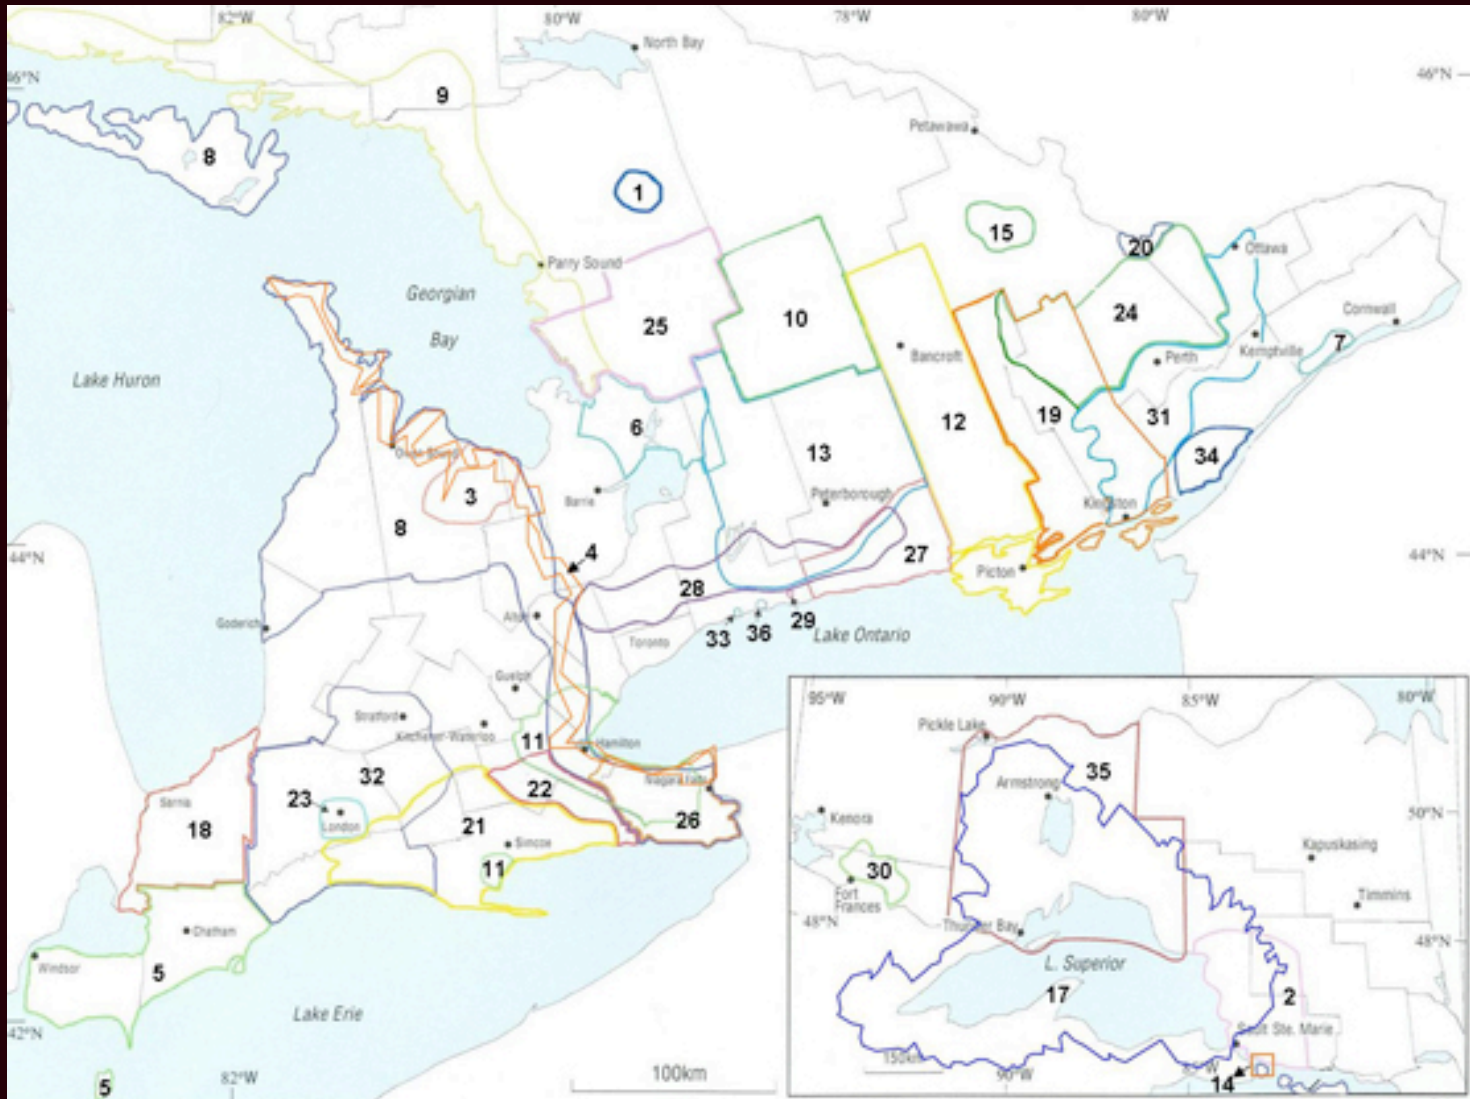 82°W
80°W
78°W
80°W
North Bay
46°N
46°N
9
Petawawa
8
1
15
20
Ottawa
Parry Sound
Georgian
Bay
25
10
24
Cornwall
7
Lake Huron
Bancroft
Perth
Kemptville
6
19
31
12
13
34
Owen Sound
3
Barrie
Peterborough
Kingston
8
44°N
4
27
44°N
Picton
28
Goderich
29
33
36
Toronto
Lake Ontario
Guelph
Stratford
Kitchener-Waterloo
11
Hamilton
32
22
Niagara Falls
23
London
21
26
Sarnia
18
Simcoe
11
Chatham
5
Windsor
Lake Erie
42°N
5
82°W
100km
95°W
90°W
85°W
80°W
Pickle Lake
35
Armstrong
Kenora
50°N
Kapuskasing
30
Fort
Frances
Timmins
48°N
Thunder Bay
48°N
L. Superior
17
2
Sault Ste. Marie
150km
90°W
85°W
14